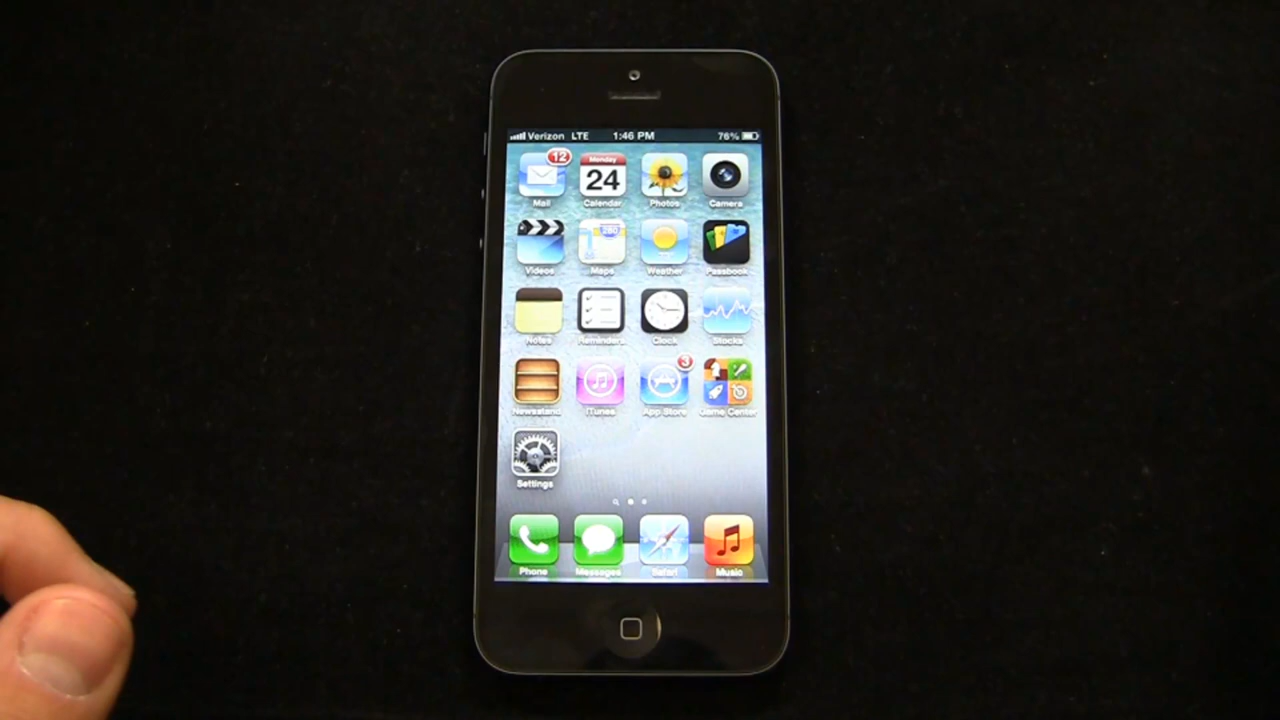 Verizon LTE 1:46 PM 76%
12 Monday 24
Mail Calendar Photos Camera
280
Videos Maps Weather Passbook
Notes Reminders Clock Stocks
3
Newsstand iTunes App Store Game Center
Settings
Phone Messages Safari Music